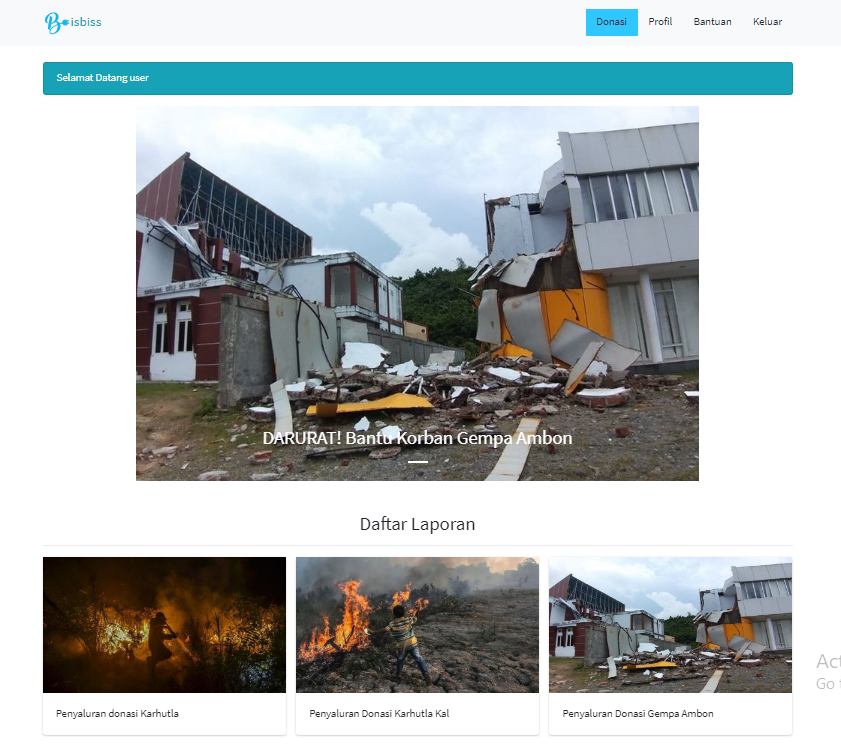 Bisbiss
Donasi
Profil
Bantuan
Keluar
Selamat Datang user
DARURAT! Bantu Korban Gempa Ambon
Daftar Laporan
Penyaluran donasi Karhutla
Penyaluran Donasi Karhutla Kal
Penyaluran Donasi Gempa Ambon
Act
Go t